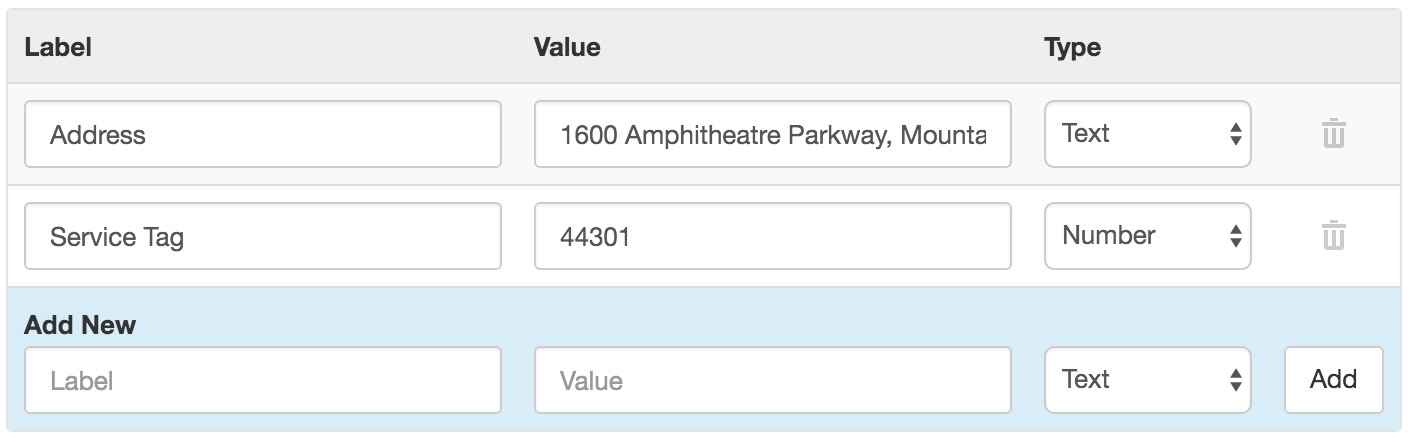 Label Value Type
Address 1600 Amphitheatre Parkway, Mounta Text
Service Tag 44301 Number
Add New
Label Value Text Add